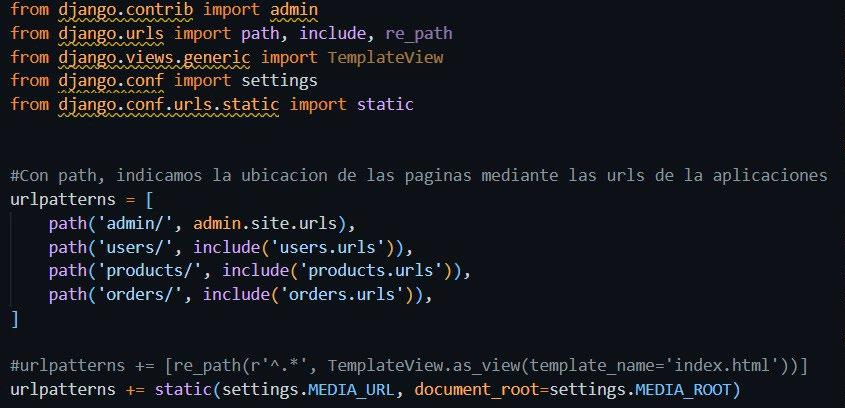 from django.contrib import admin
from django.urls import path, include, re_path
from django.views.generic import TemplateView
from django.conf import settings
from django.conf.urls.static import static
#Con path, indicamos la ubicacion de las paginas mediante las urls de la aplicaciones
urlpatterns = [
    path('admin/', admin.site.urls),
    path('users/', include('users.urls')),
    path('products/', include('products.urls')),
    path('orders/', include('orders.urls')),
]
#urlpatterns += [re_path(r'^.*', TemplateView.as_view(template_name='index.html'))]
urlpatterns += static(settings.MEDIA_URL, document_root=settings.MEDIA_ROOT)